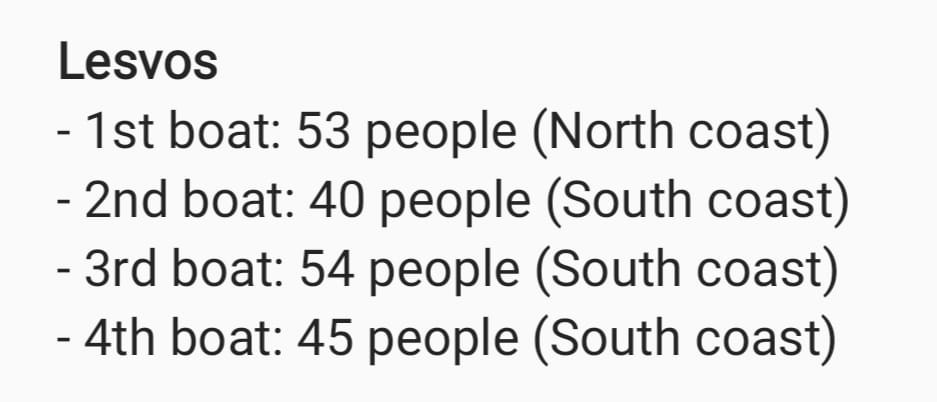 Lesvos
- 1st boat: 53 people (North coast)
- 2nd boat: 40 people (South coast)
- 3rd boat: 54 people (South coast)
- 4th boat: 45 people (South coast)